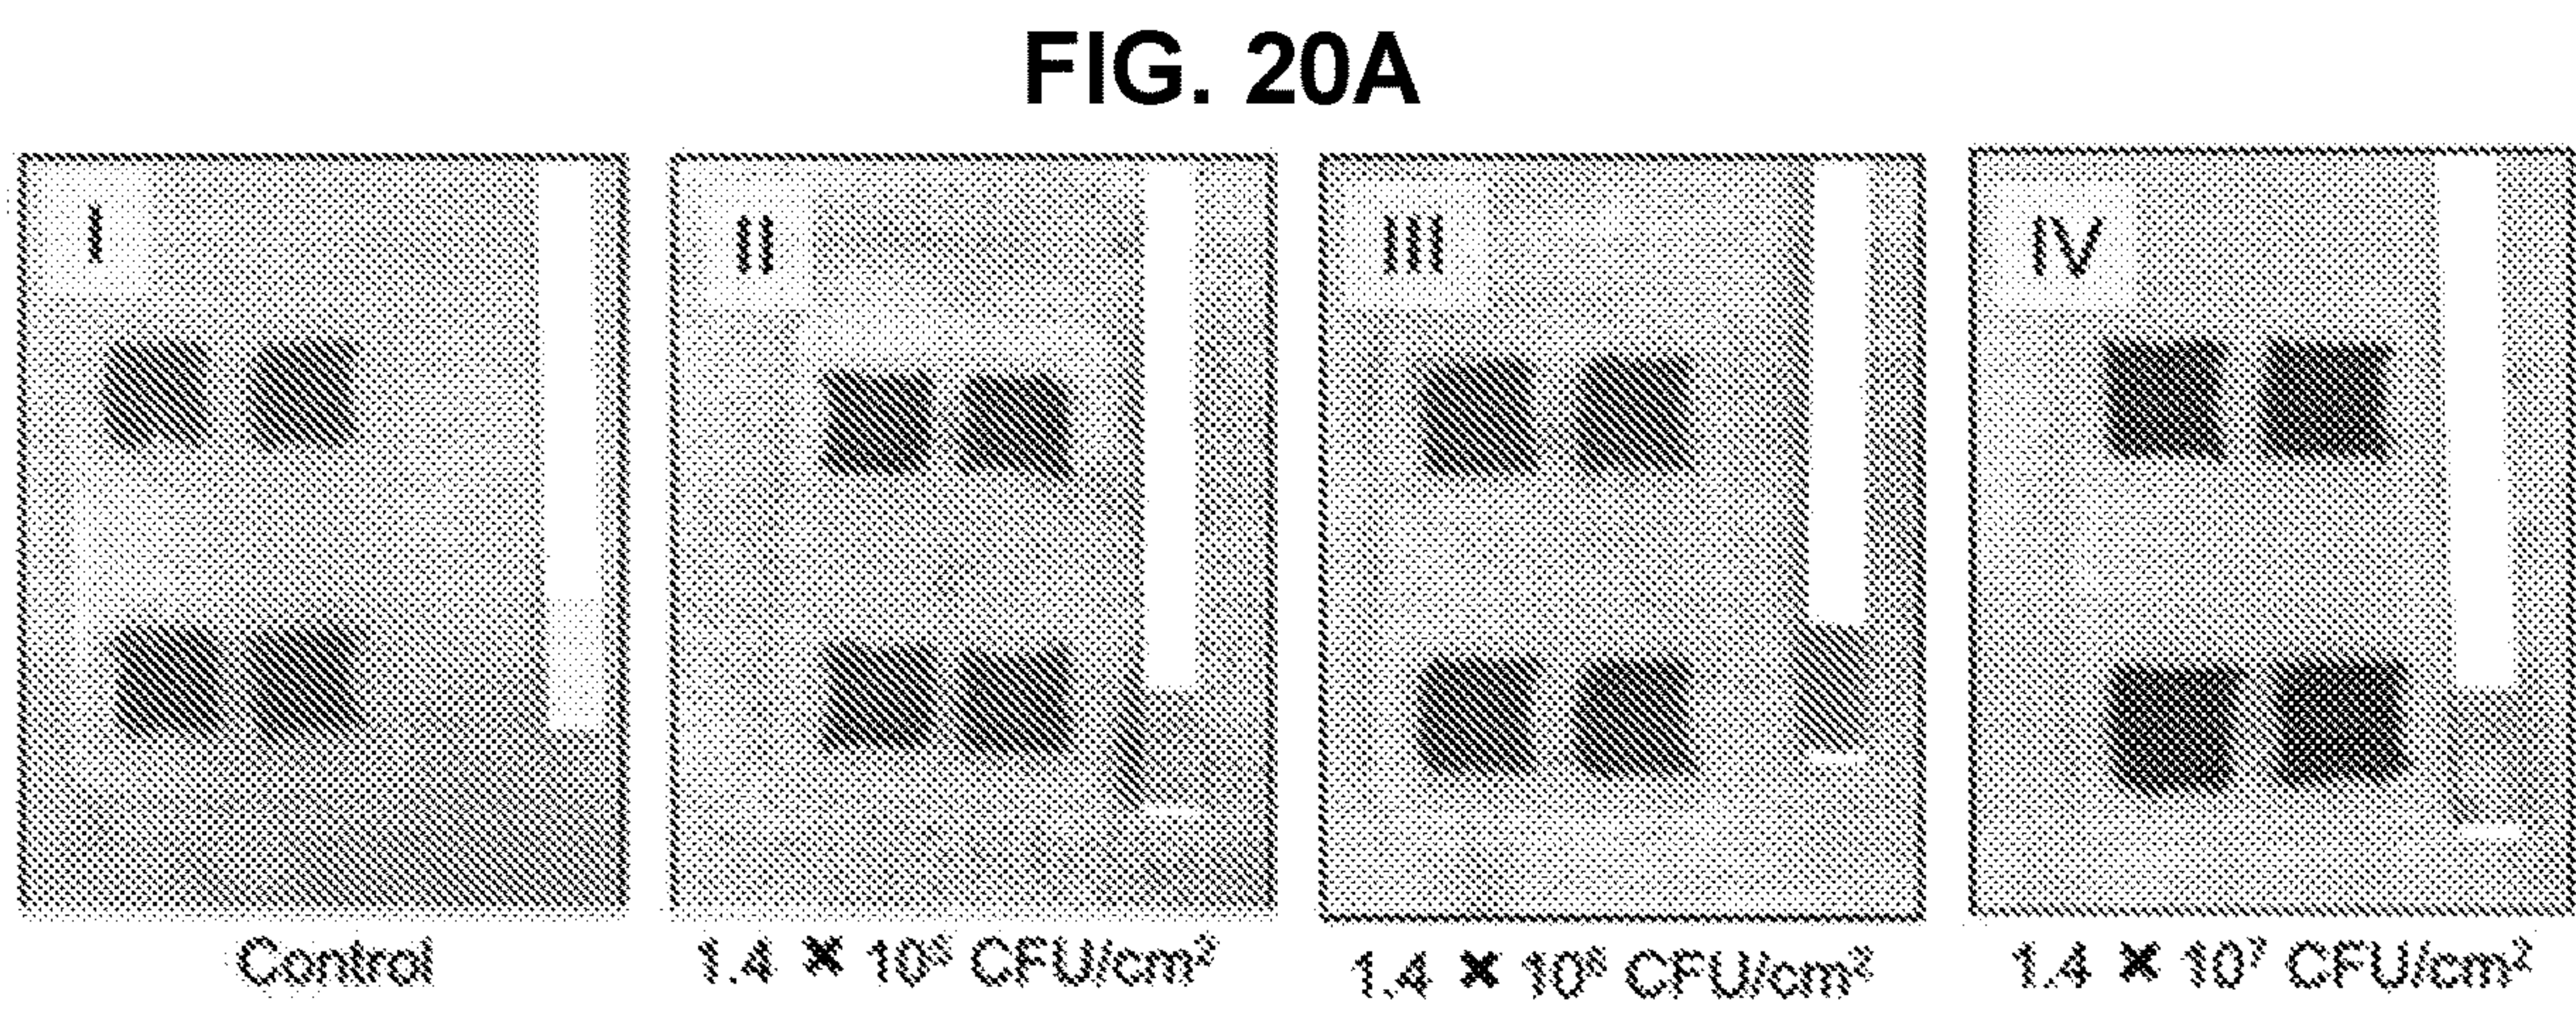 FIG. 20A
I
II
III
IV
Control
1.4 × 10⁵ CFU/cm²
1.4 × 10⁶ CFU/cm²
1.4 × 10⁷ CFU/cm²